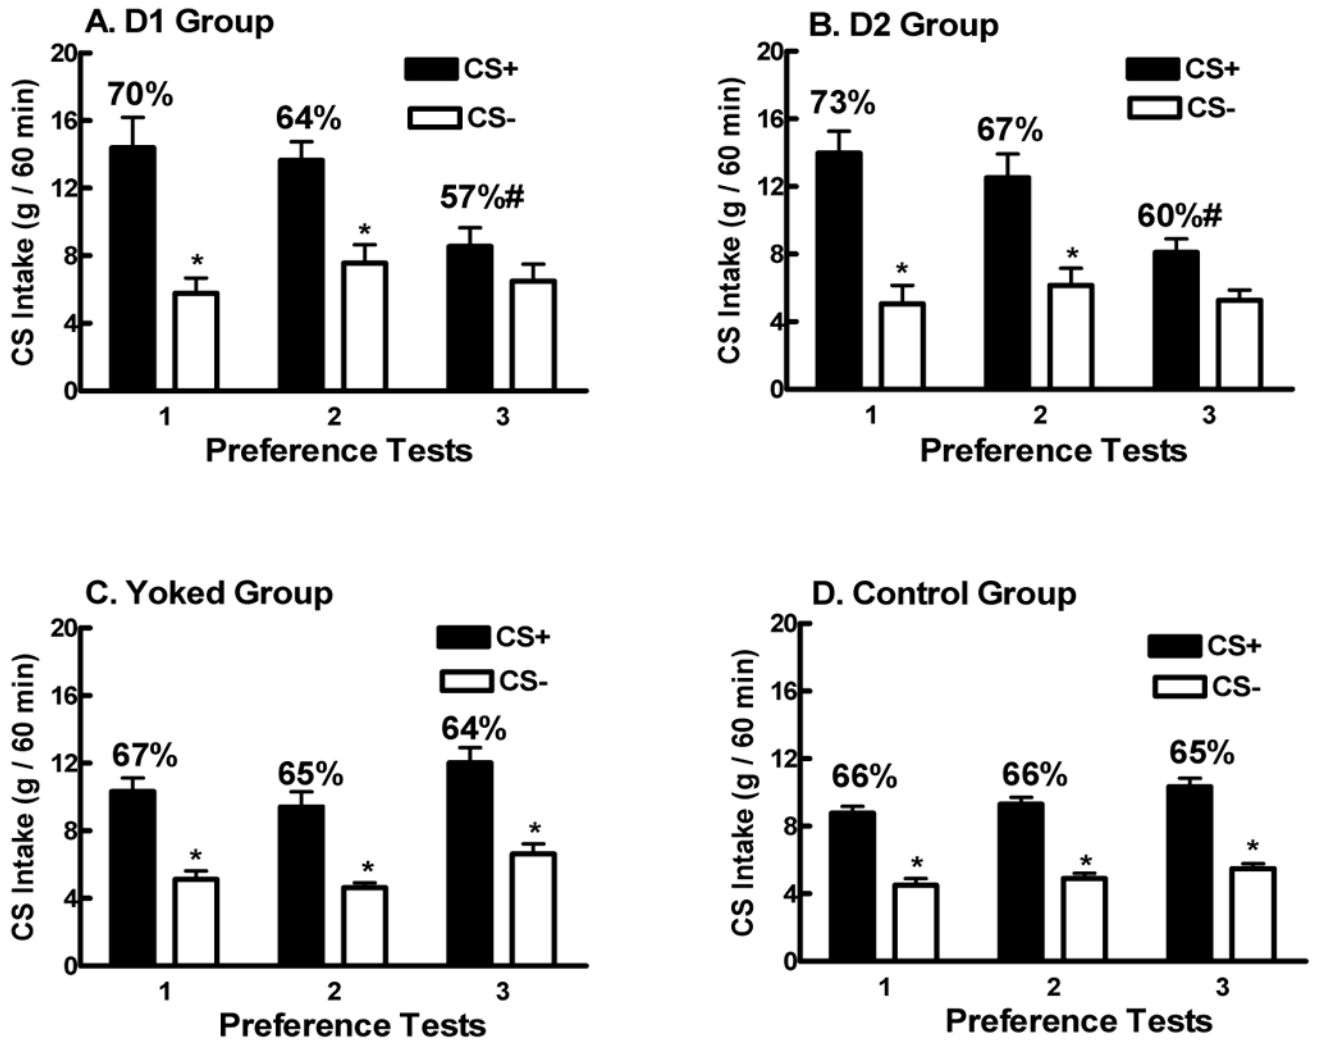 A. D1 Group
CS+
CS-
CS Intake (g / 60 min)
20
16
12
8
4
0
70%
64%
57%#
*
*
1
2
3
Preference Tests
B. D2 Group
CS+
CS-
CS Intake (g / 60 min)
20
16
12
8
4
0
73%
67%
60%#
*
*
1
2
3
Preference Tests
C. Yoked Group
CS+
CS-
CS Intake (g / 60 min)
20
16
12
8
4
0
67%
65%
64%
*
*
*
1
2
3
Preference Tests
D. Control Group
CS+
CS-
CS Intake (g / 60 min)
20
16
12
8
4
0
66%
66%
65%
*
*
*
1
2
3
Preference Tests